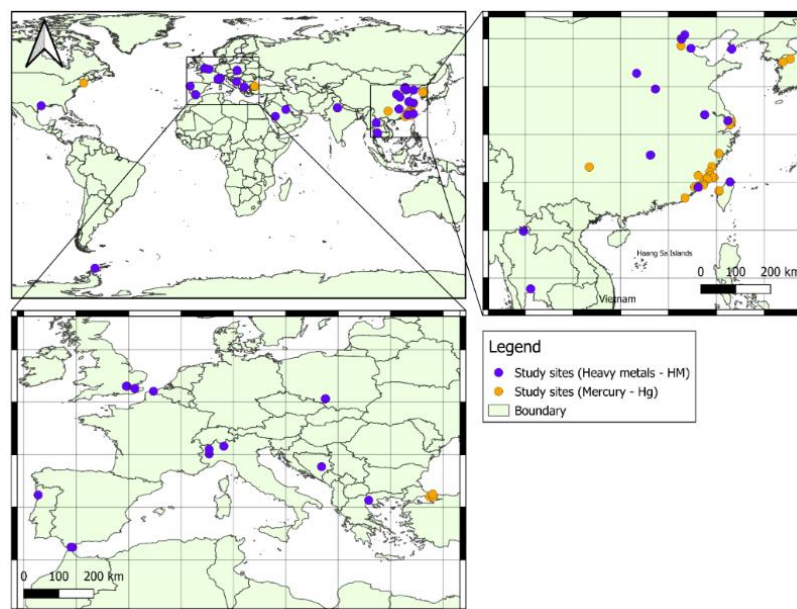 Hoang Sa Islands
0 100 200 km
Vietnam
Legend
Study sites (Heavy metals - HM)
Study sites (Mercury - Hg)
Boundary
0 100 200 km